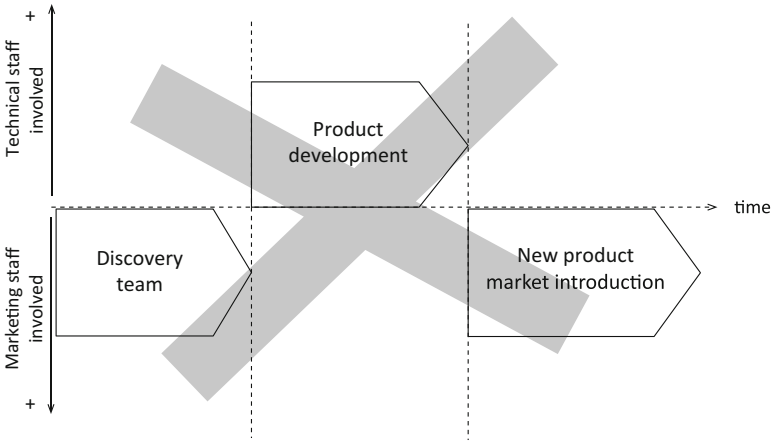 +
Technical staff
involved
Product
development
time
Discovery
team
New product
market introduction
Marketing staff
involved
+